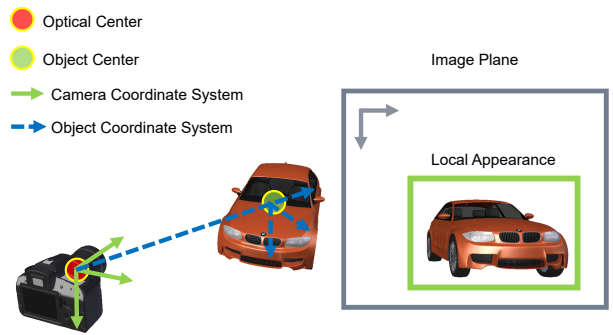 Optical Center
Object Center
Camera Coordinate System
Object Coordinate System
Image Plane
Local Appearance